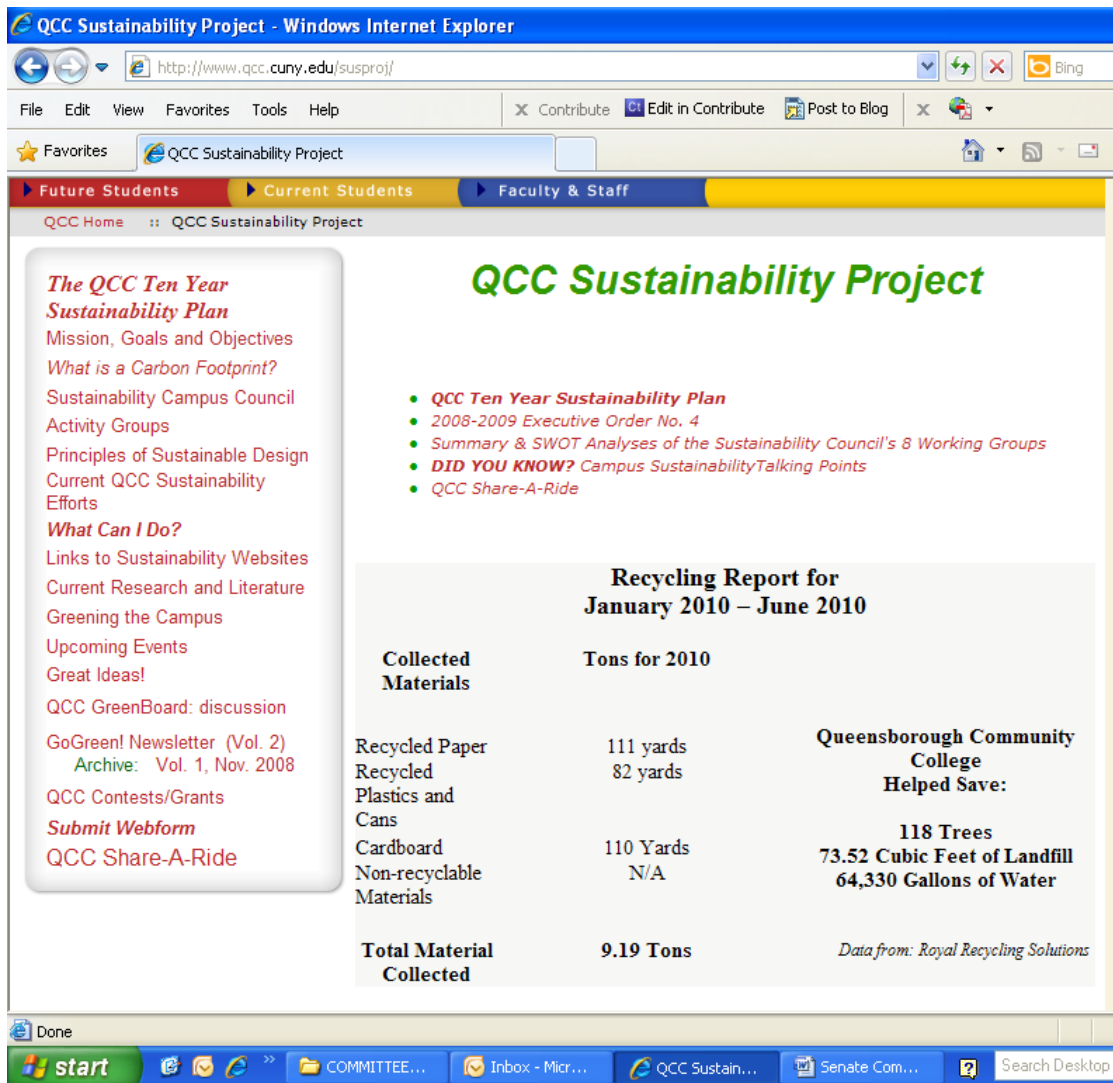 QCC Sustainability Project - Windows Internet Explorer
http://www.qcc.cuny.edu/susproj/
Bing
File Edit View Favorites Tools Help
x Contribute Ct Edit in Contribute Post to Blog x
Favorites QCC Sustainability Project
Future Students Current Students Faculty & Staff
QCC Home :: QCC Sustainability Project
The QCC Ten Year
Sustainability Plan
Mission, Goals and Objectives
What is a Carbon Footprint?
Sustainability Campus Council
Activity Groups
Principles of Sustainable Design
Current QCC Sustainability
Efforts
What Can I Do?
Links to Sustainability Websites
Current Research and Literature
Greening the Campus
Upcoming Events
Great Ideas!
QCC GreenBoard: discussion
GoGreen! Newsletter (Vol. 2)
Archive: Vol. 1, Nov. 2008
QCC Contests/Grants
Submit Webform
QCC Share-A-Ride
QCC Sustainability Project
QCC Ten Year Sustainability Plan
2008-2009 Executive Order No. 4
Summary & SWOT Analyses of the Sustainability Council's 8 Working Groups
DID YOU KNOW? Campus SustainabilityTalking Points
QCC Share-A-Ride
Recycling Report for
January 2010 – June 2010
Collected Tons for 2010
Materials
Recycled Paper 111 yards
Recycled 82 yards
Plastics and
Cans
Cardboard 110 Yards
Non-recyclable N/A
Materials
Total Material 9.19 Tons
Collected
Queensborough Community
College
Helped Save:
118 Trees
73.52 Cubic Feet of Landfill
64,330 Gallons of Water
Data from: Royal Recycling Solutions
Done
start » COMMITTEE... Inbox - Micr... QCC Sustain... Senate Com... ? Search Desktop